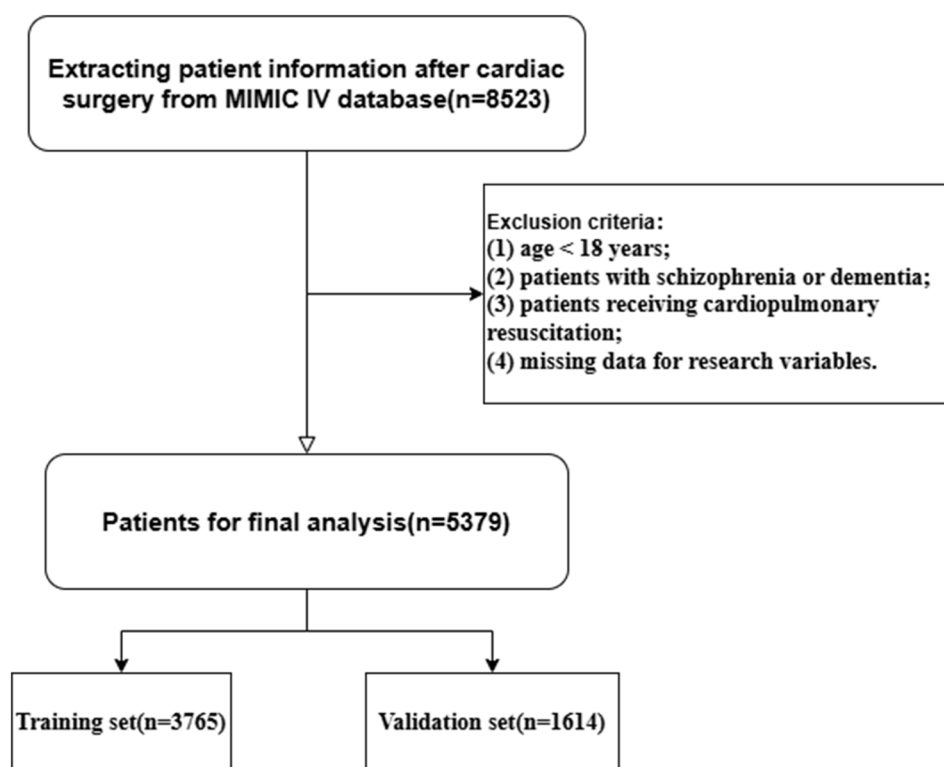 Extracting patient information after cardiac
surgery from MIMIC IV database(n=8523)
Exclusion criteria:
(1) age < 18 years;
(2) patients with schizophrenia or dementia;
(3) patients receiving cardiopulmonary
resuscitation;
(4) missing data for research variables.
Patients for final analysis(n=5379)
Training set(n=3765)
Validation set(n=1614)